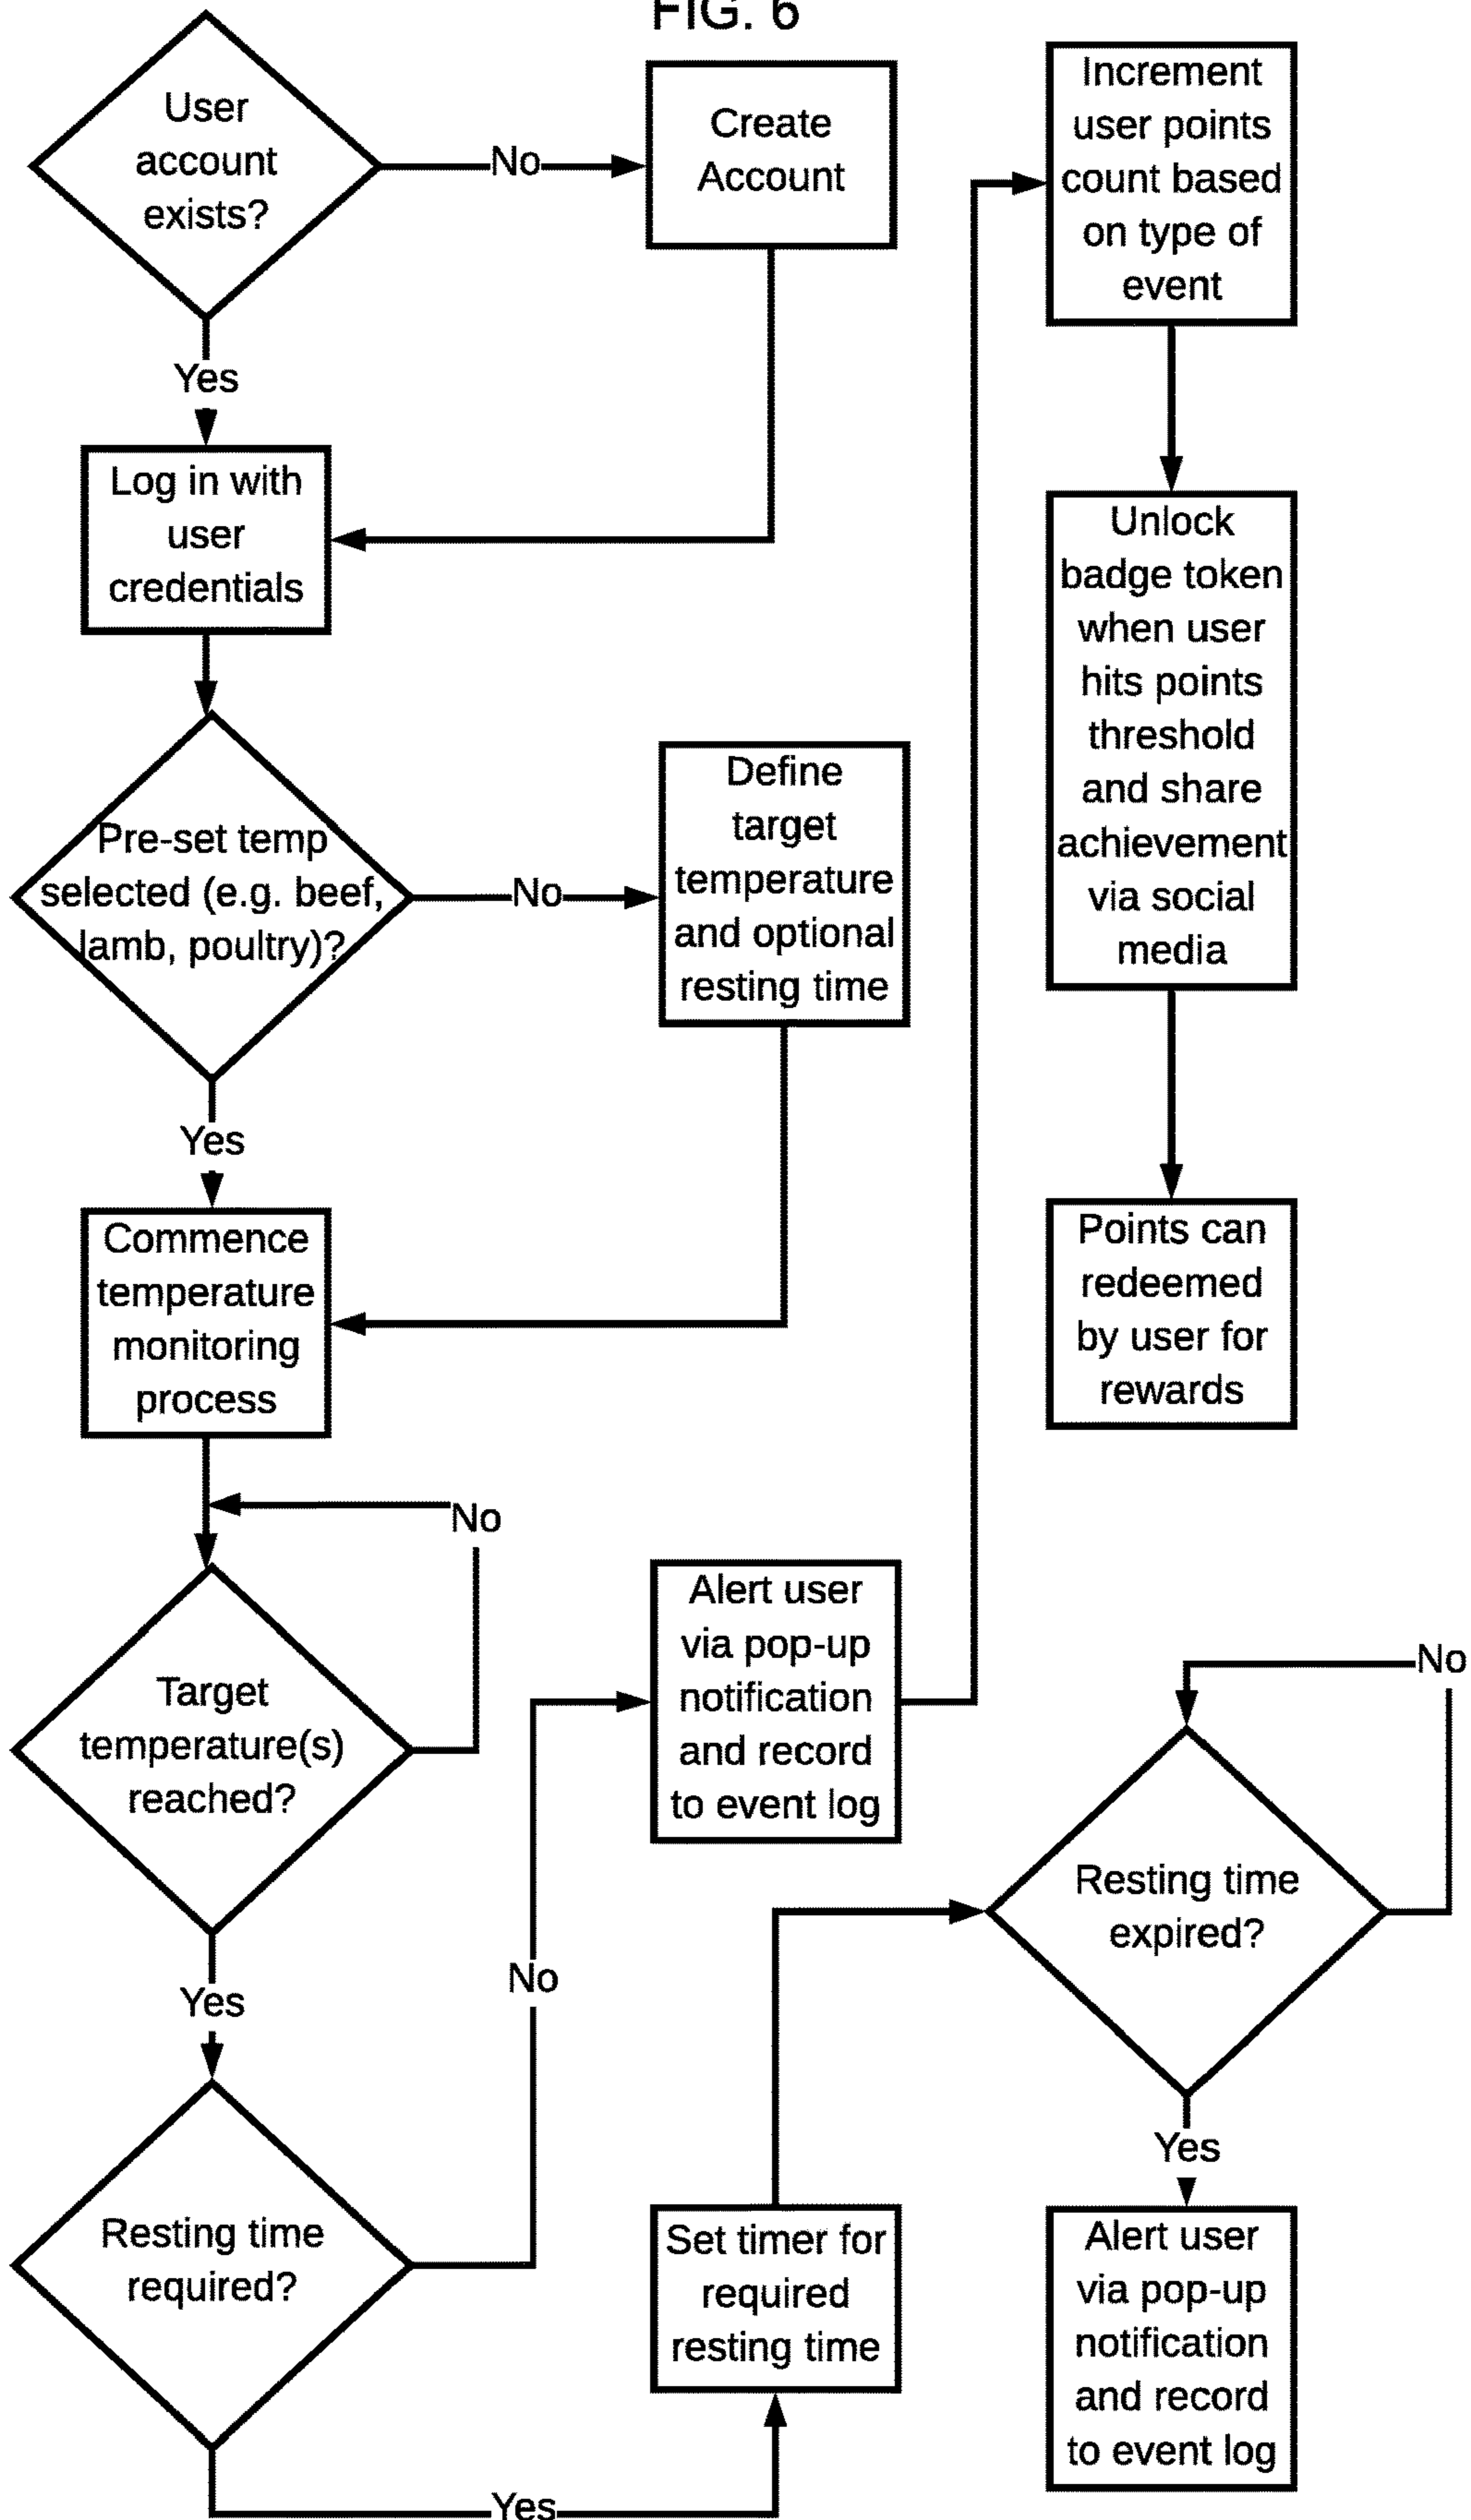 FIG. 6
User
account
exists?
No
Create
Account
Yes
Log in with
user
credentials
Pre-set temp
selected (e.g. beef,
lamb, poultry)?
No
Define
target
temperature
and optional
resting time
Yes
Commence
temperature
monitoring
process
No
Target
temperature(s)
reached?
Yes
Resting time
required?
No
Yes
Alert user
via pop-up
notification
and record
to event log
Set timer for
required
resting time
Increment
user points
count based
on type of
event
Unlock
badge token
when user
hits points
threshold
and share
achievement
via social
media
Points can
redeemed
by user for
rewards
No
Resting time
expired?
Yes
Alert user
via pop-up
notification
and record
to event log